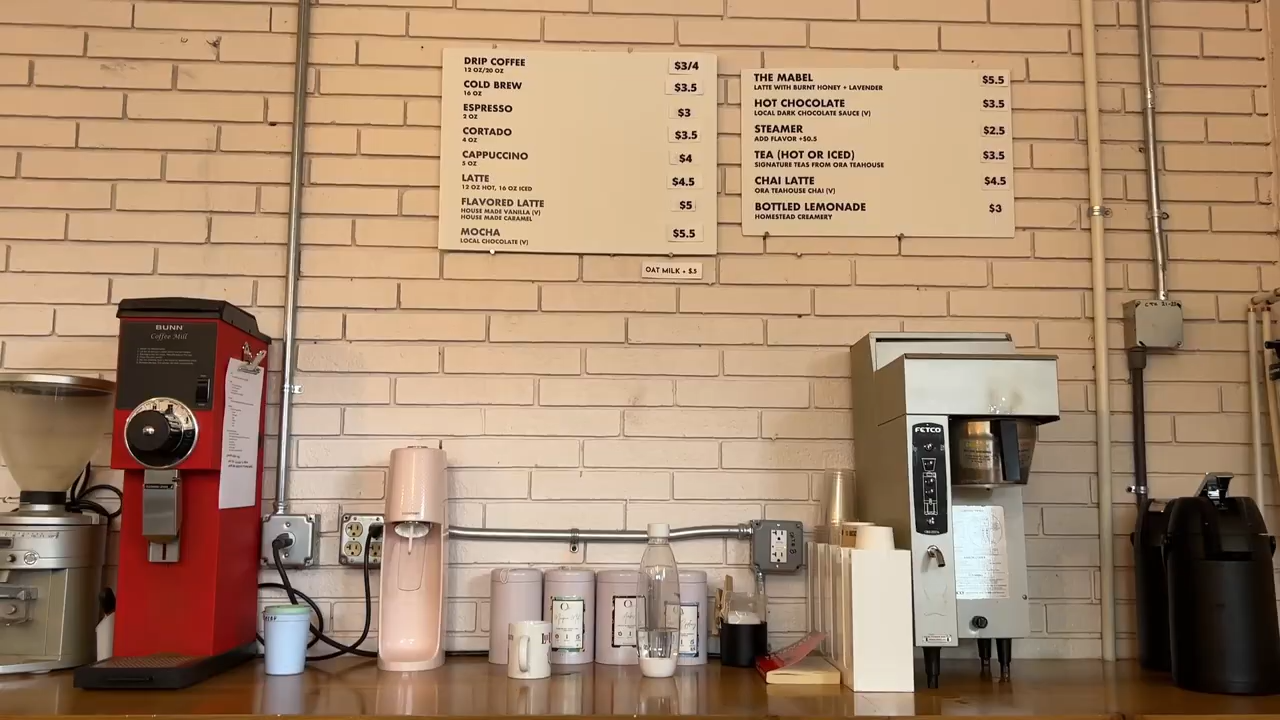 DRIP COFFEE $3/4
12 OZ/20 OZ
COLD BREW $3.5
16 OZ
ESPRESSO $3
2 OZ
CORTADO $3.5
4 OZ
CAPPUCCINO $4
5 OZ
LATTE $4.5
12 OZ HOT, 16 OZ ICED
FLAVORED LATTE $5
HOUSE MADE VANILLA (V)
HOUSE MADE CARAMEL
MOCHA $5.5
LOCAL CHOCOLATE (V)
OAT MILK + $.5
THE MABEL $5.5
LATTE WITH BURNT HONEY + LAVENDER
HOT CHOCOLATE $3.5
LOCAL DARK CHOCOLATE SAUCE (V)
STEAMER $2.5
ADD FLAVOR +$0.5
TEA (HOT OR ICED) $3.5
SIGNATURE TEAS FROM ORA TEAHOUSE
CHAI LATTE $4.5
ORA TEAHOUSE CHAI (V)
BOTTLED LEMONADE $3
HOMESTEAD CREAMERY
BUNN
Coffee Mill
FETCO